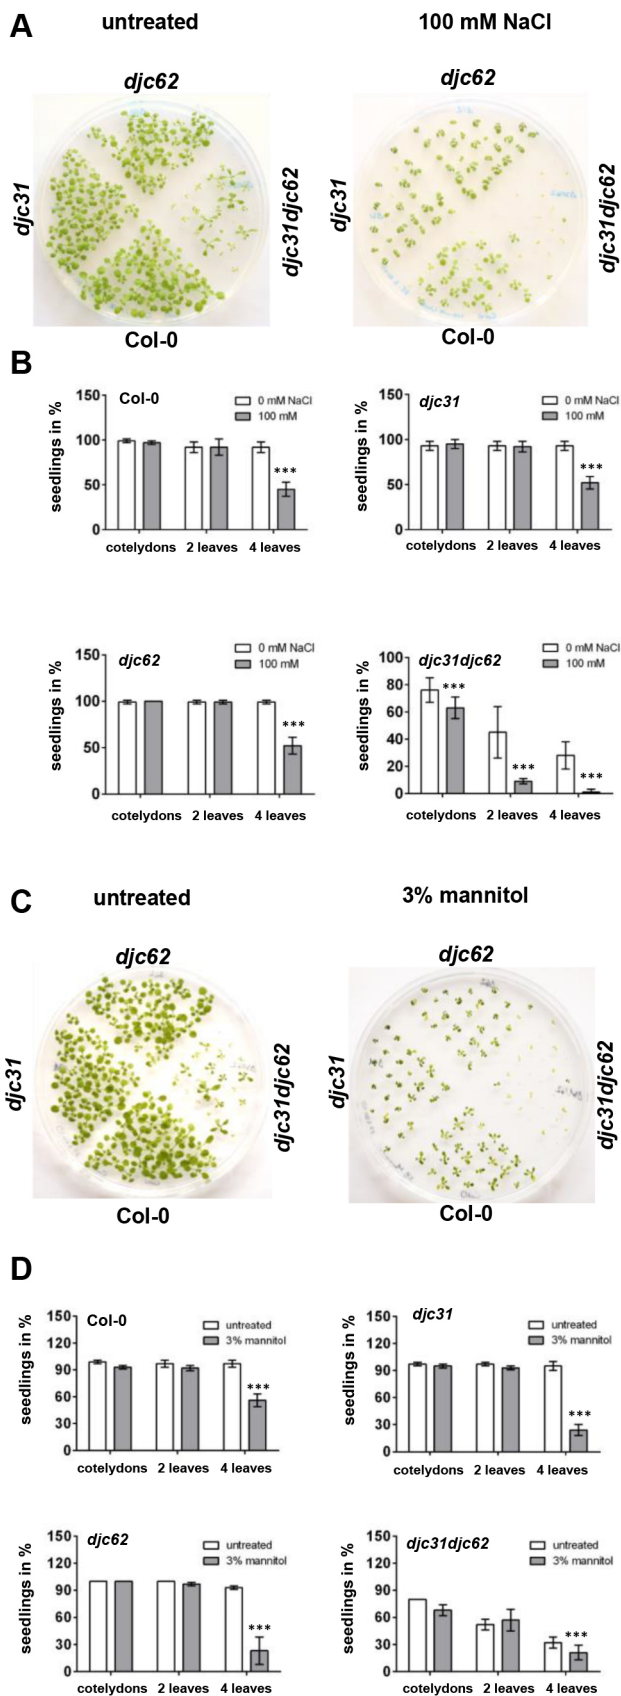 A
untreated
100 mM NaCl
djc62
djc62
djc31
djc31djc62
djc31
djc31djc62
Col-0
Col-0
B
Col-0
0 mM NaCl
100 mM
seedlings in %
150
100
50
0
***
cotelydons 2 leaves 4 leaves
djc31
0 mM NaCl
100 mM
seedlings in %
150
100
50
0
***
cotelydons 2 leaves 4 leaves
djc62
0 mM NaCl
100 mM
seedlings in %
150
100
50
0
***
cotelydons 2 leaves 4 leaves
djc31djc62
0 mM NaCl
100 mM
seedlings in %
100
80
60
40
20
0
***
***
***
cotelydons 2 leaves 4 leaves
C
untreated
3% mannitol
djc62
djc62
djc31
djc31djc62
djc31
djc31djc62
Col-0
Col-0
D
Col-0
untreated
3% mannitol
seedlings in %
150
120
90
60
30
0
***
cotelydons 2 leaves 4 leaves
djc31
untreated
3% mannitol
seedlings in %
150
120
90
60
30
0
***
cotelydons 2 leaves 4 leaves
djc62
untreated
3% mannitol
seedlings in %
150
120
90
60
30
0
***
cotelydons 2 leaves 4 leaves
djc31djc62
untreated
3% mannitol
seedlings in %
150
120
90
60
30
0
***
cotelydons 2 leaves 4 leaves